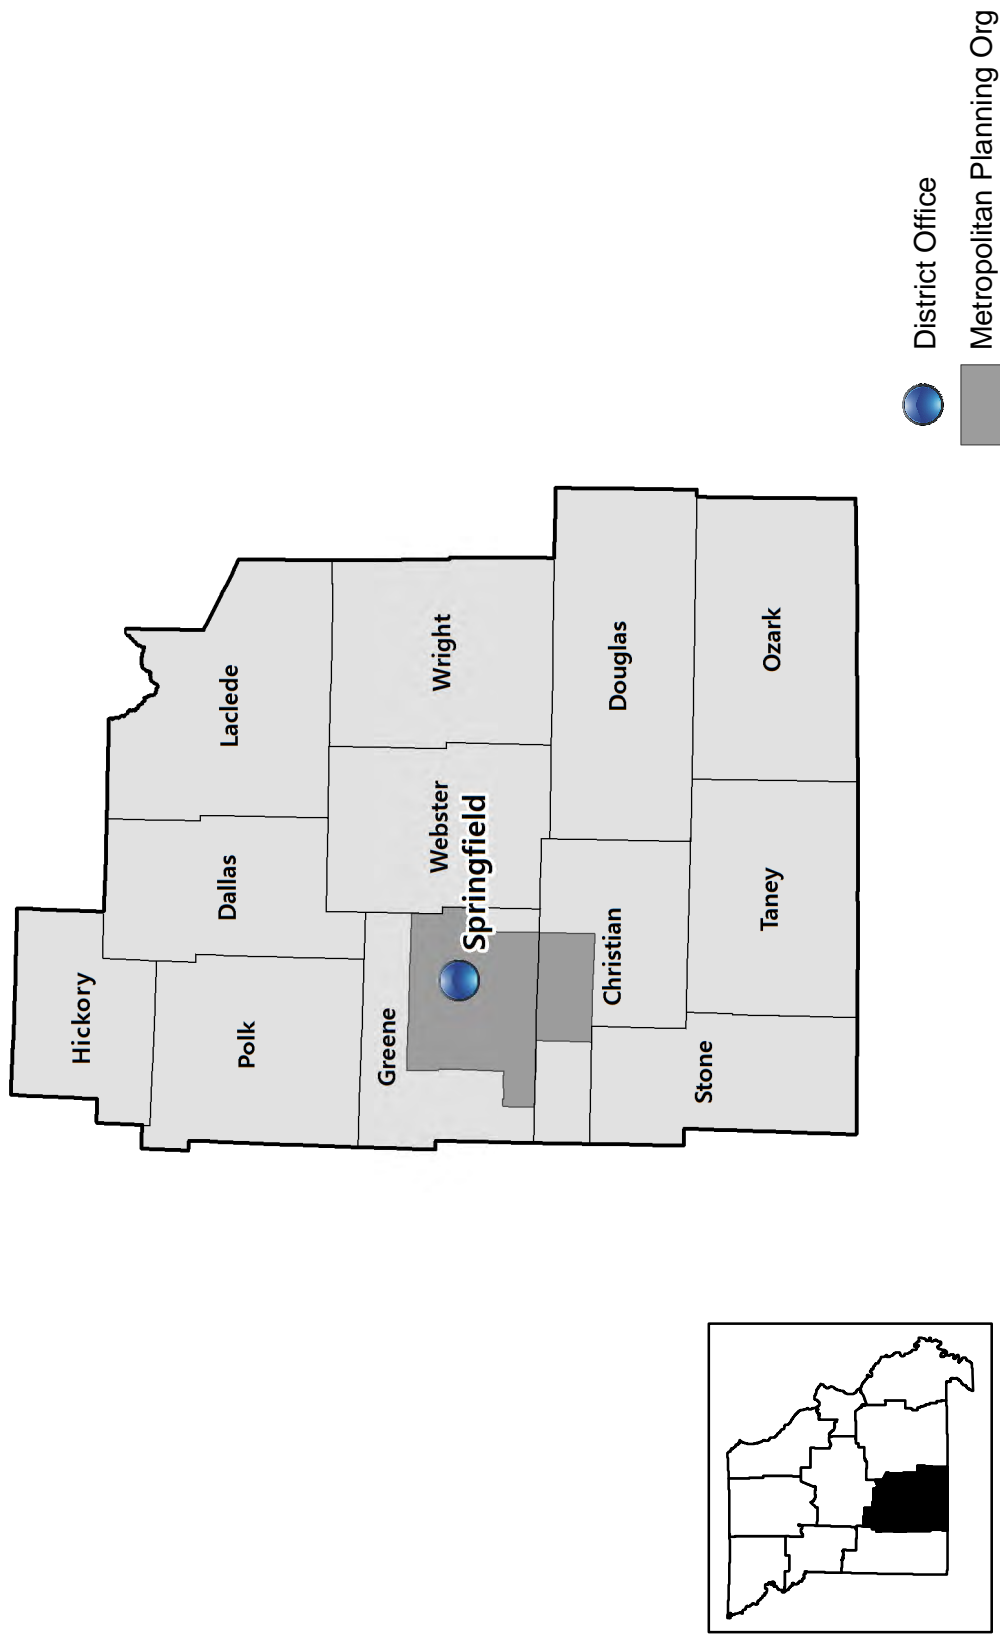 Hickory
Polk
Dallas
Laclede
Greene
Webster
Wright
Springfield
Christian
Douglas
Stone
Taney
Ozark
District Office
Metropolitan Planning Org